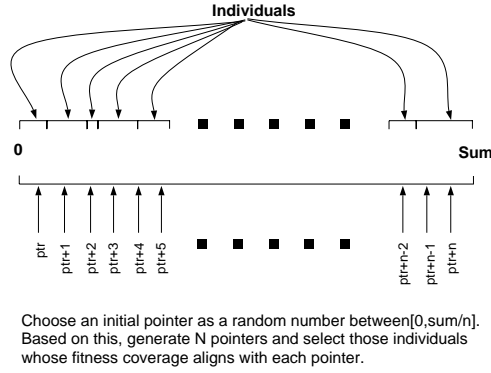 Individuals
0
Sum
ptr
ptr+1
ptr+2
ptr+3
ptr+4
ptr+5
ptr+n-2
ptr+n-1
ptr+n
Choose an initial pointer as a random number between[0,sum/n].
Based on this, generate N pointers and select those individuals
whose fitness coverage aligns with each pointer.